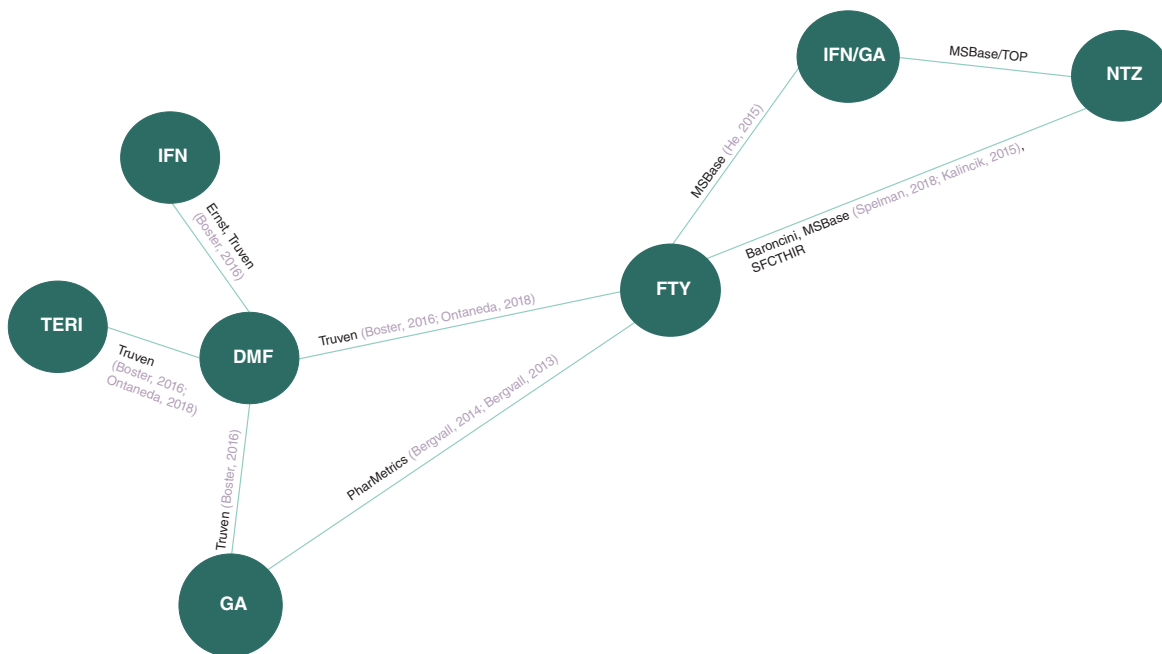 IFN/GA
MSBase/TOP
NTZ
MSBase (He, 2015)
IFN
Ernst, Truven
(Boster, 2016)
Baroncini, MSBase (Spelman, 2018; Kalincik, 2015),
SFCTHIR
FTY
TERI
Truven
(Boster, 2016;
Ontaneda, 2018)
DMF
Truven (Boster, 2016; Ontaneda, 2018)
PharMetrics (Bergvall, 2014; Bergvall, 2013)
Truven (Boster, 2016)
GA